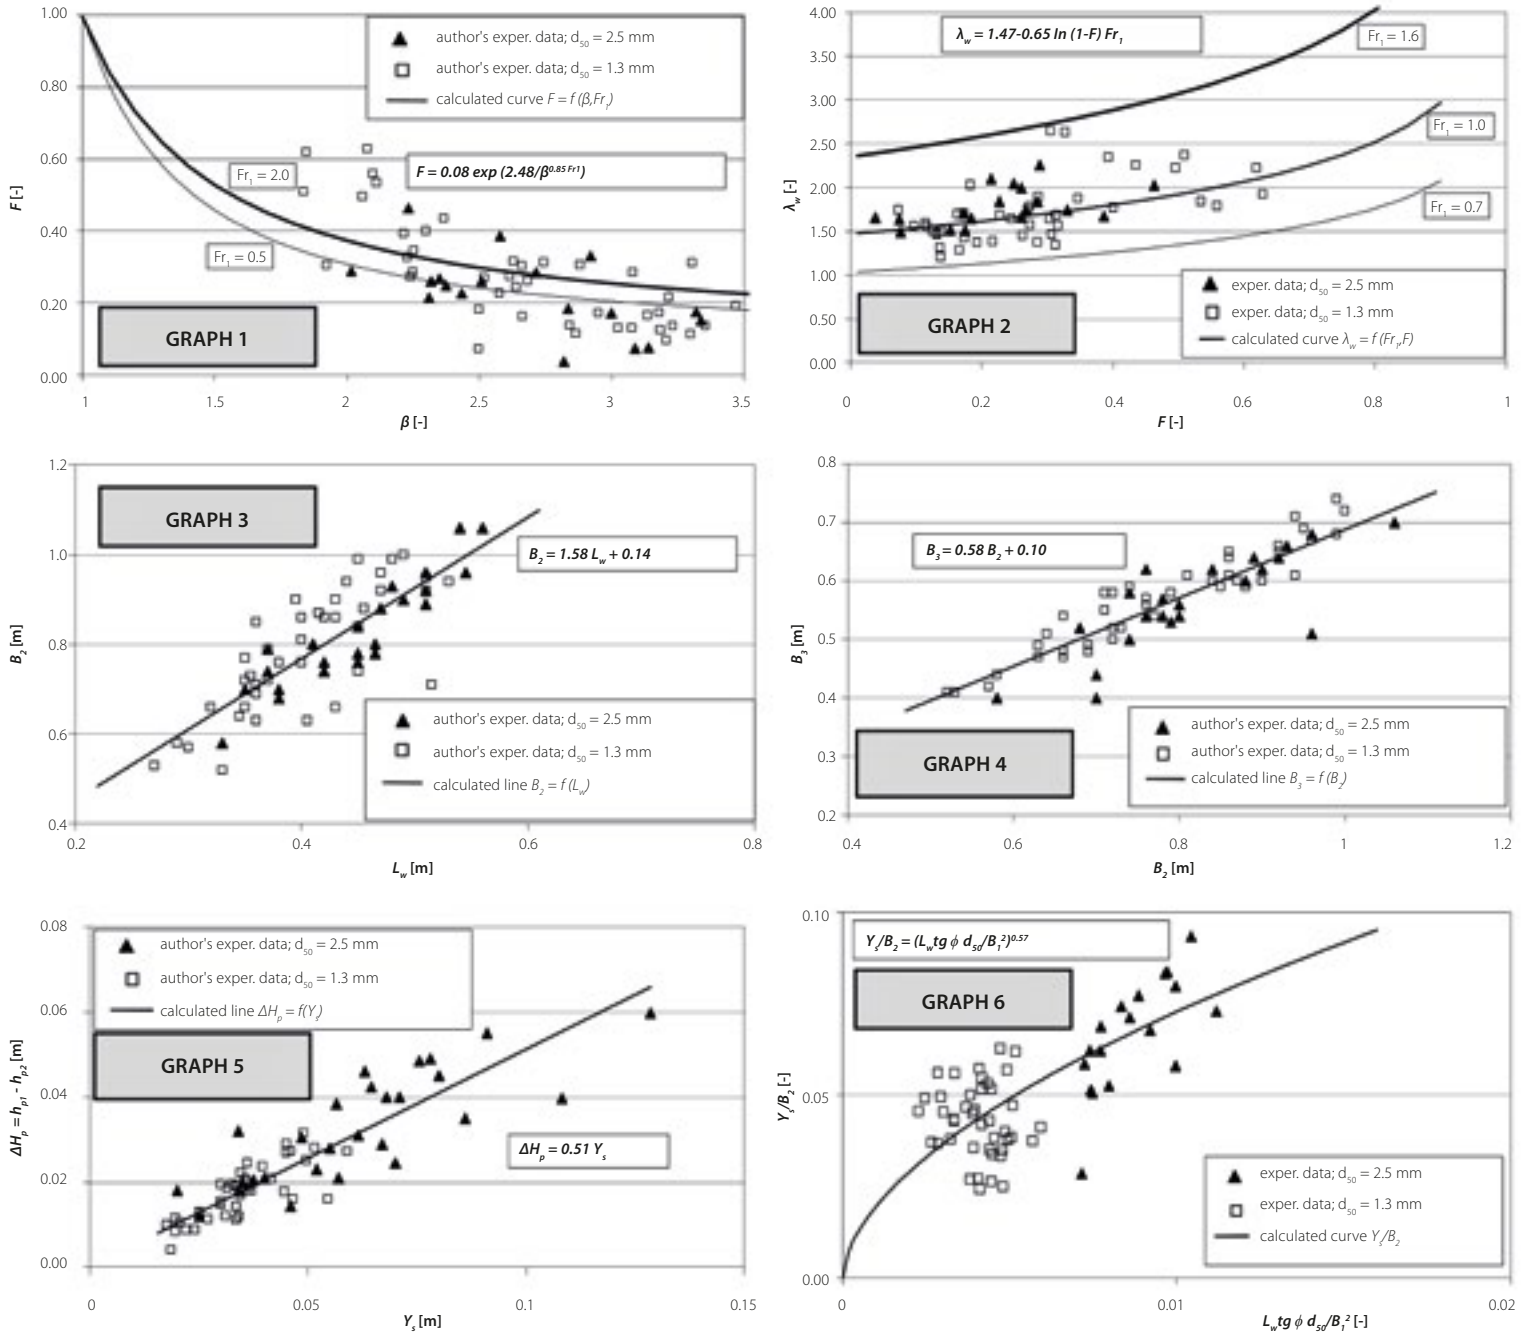 1.00
0.80
0.60
0.40
0.20
0.00
F [-]
author's exper. data; d50 = 2.5 mm
author's exper. data; d50 = 1.3 mm
calculated curve F = f (β,Fr1)
F = 0.08 exp (2.48/β^0.85 Fr1)
Fr1 = 2.0
Fr1 = 0.5
GRAPH 1
1
1.5
2
2.5
3
3.5
β [-]
4.00
3.50
3.00
2.50
2.00
1.50
1.00
0.50
0.00
λw [-]
λw = 1.47-0.65 ln (1-F) Fr1
Fr1 = 1.6
Fr1 = 1.0
Fr1 = 0.7
GRAPH 2
exper. data; d50 = 2.5 mm
exper. data; d50 = 1.3 mm
calculated curve λw = f (Fr1,F)
0
0.2
0.4
0.6
0.8
1
F [-]
1.2
1.0
0.8
0.6
0.4
B2 [m]
GRAPH 3
B2 = 1.58 Lw + 0.14
author's exper. data; d50 = 2.5 mm
author's exper. data; d50 = 1.3 mm
calculated line B2 = f (Lw)
0.2
0.4
0.6
0.8
Lw [m]
0.8
0.7
0.6
0.5
0.4
0.3
0.2
B3 [m]
B3 = 0.58 B2 + 0.10
GRAPH 4
author's exper. data; d50 = 2.5 mm
author's exper. data; d50 = 1.3 mm
calculated line B3 = f (B2)
0.4
0.6
0.8
1
1.2
B2 [m]
0.08
0.06
0.04
0.02
0.00
ΔHp = hp1 - hp2 [m]
author's exper. data; d50 = 2.5 mm
author's exper. data; d50 = 1.3 mm
calculated line ΔHp = f(Ys)
GRAPH 5
ΔHp = 0.51 Ys
0
0.05
0.1
0.15
Ys [m]
0.10
0.05
0.00
Ys/B2 [-]
Ys/B2 = (Lwtg ϕ d50/B1²)^0.57
GRAPH 6
exper. data; d50 = 2.5 mm
exper. data; d50 = 1.3 mm
calculated curve Ys/B2
0
0.01
0.02
Lwtg ϕ d50/B1² [-]